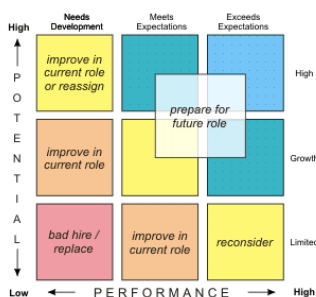 Needs Development
Meets Expectations
Exceeds Expectations
High
POTENTIAL
Low
improve in
current role
or reassign
prepare for
future role
High
improve in
current role
Growth
bad hire /
replace
improve in
current role
reconsider
Limited
PERFORMANCE
High